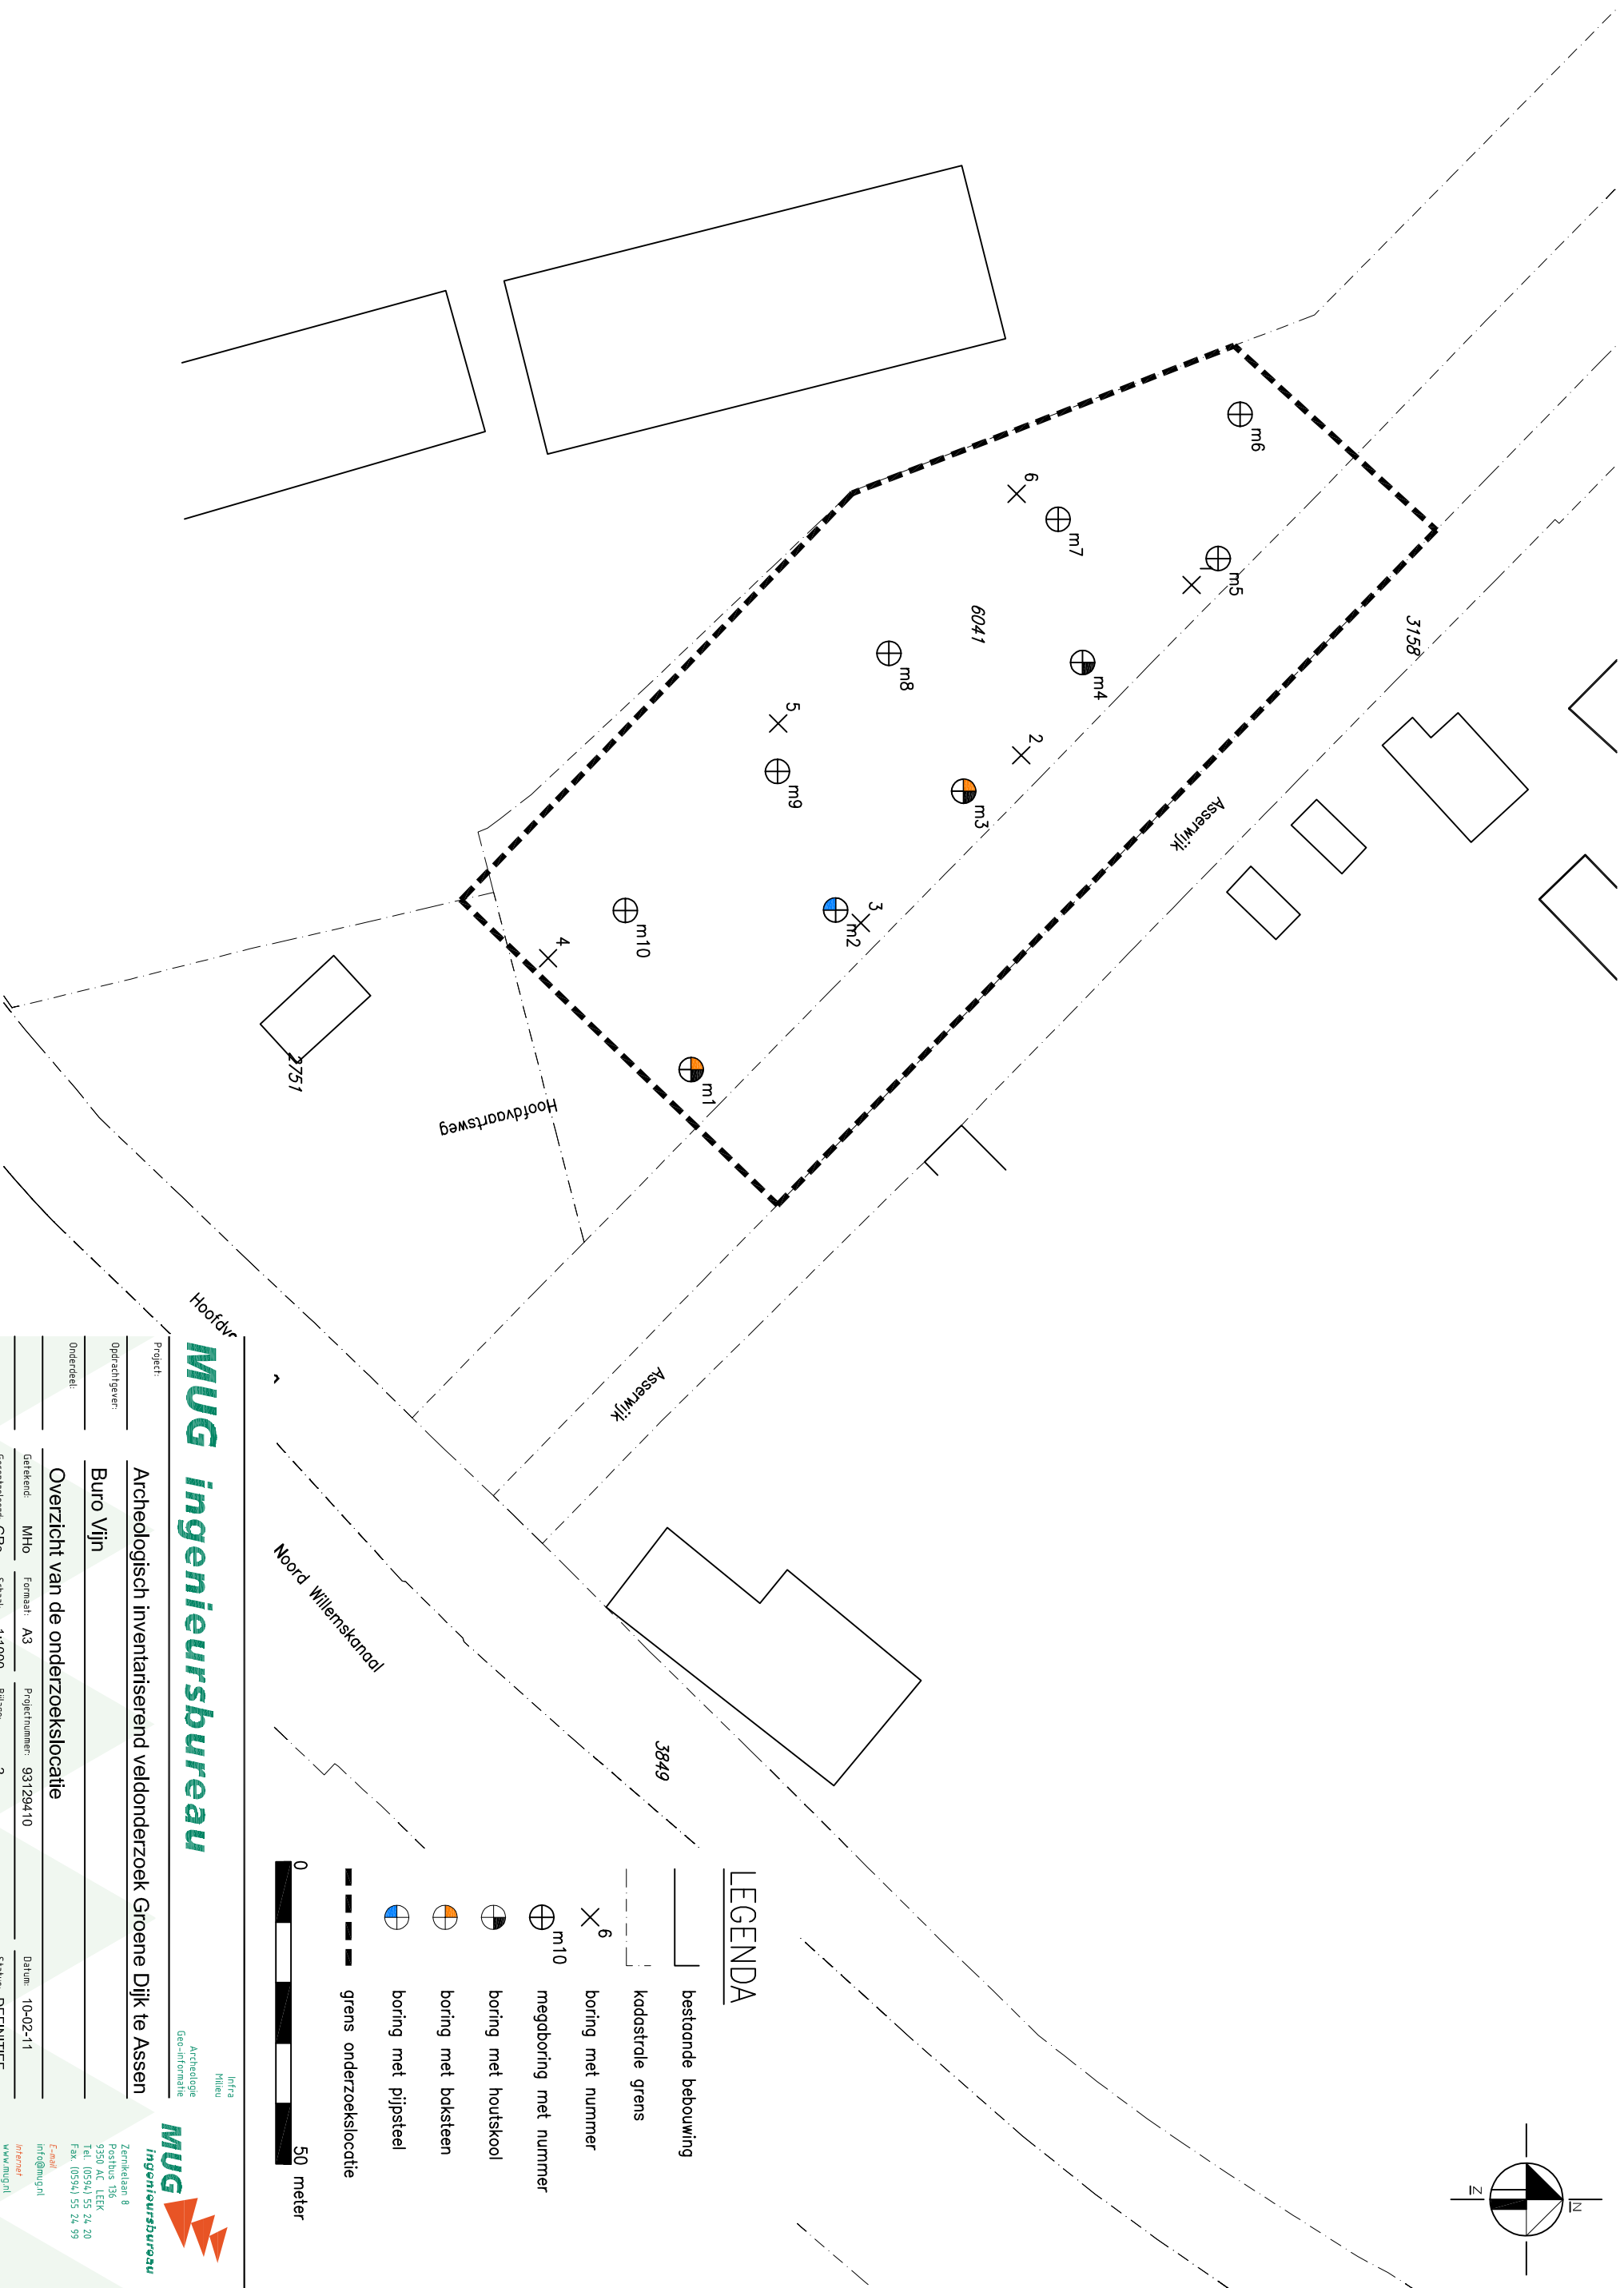 m6
6
m7
m5
6041
3158
m8
m4
5
2
m9
m3
Asserwijk
m10
3
m2
4
m1
2751
Hoofdvaartsweg
Asserwijk
Noord Willemskanaal
3849
N
Z
LEGENDA
bestaande bebouwing
kadastrale grens
6
boring met nummer
m10
megaboring met nummer
boring met houtskool
boring met baksteen
boring met pijpsteel
grens onderzoekslocatie
0
50 meter
MUG ingenieursbureau
Infra
Milieu
Archeologie
Geo-informatie
Project:
Archeologisch inventariserend veldonderzoek Groene Dijk te Assen
Opdrachtgever:
Buro Vijn
Onderdeel:
Overzicht van de onderzoekslocatie
Getekend: MHo Formaat: A3 Projectnummer: 93129410 Datum: 10-02-11
MUG
ingenieursbureau
Zernikelaan 8
Postbus 136
9350 AC LEEK
Tel. (0594) 55 24 20
Fax. (0594) 55 24 99
E-mail
info@mug.nl
Internet
www.mug.nl